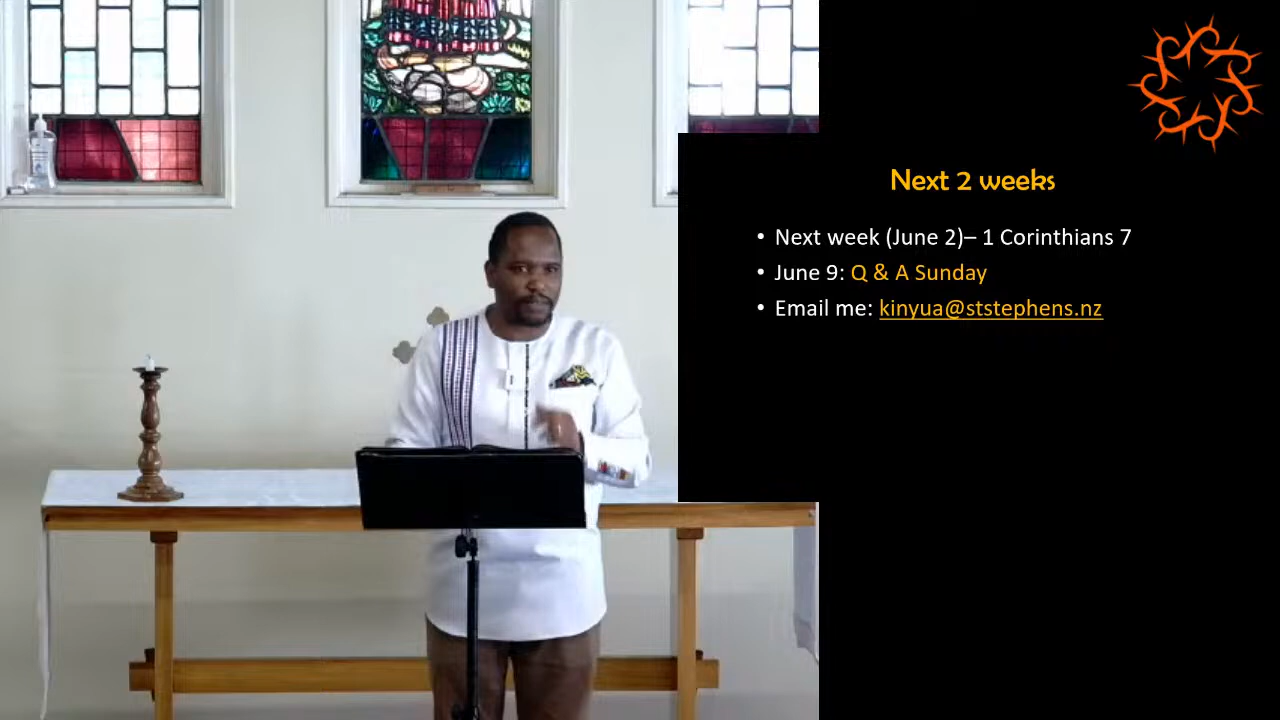 Next 2 weeks
• Next week (June 2)– 1 Corinthians 7
• June 9: Q & A Sunday
• Email me: kinyua@ststephens.nz